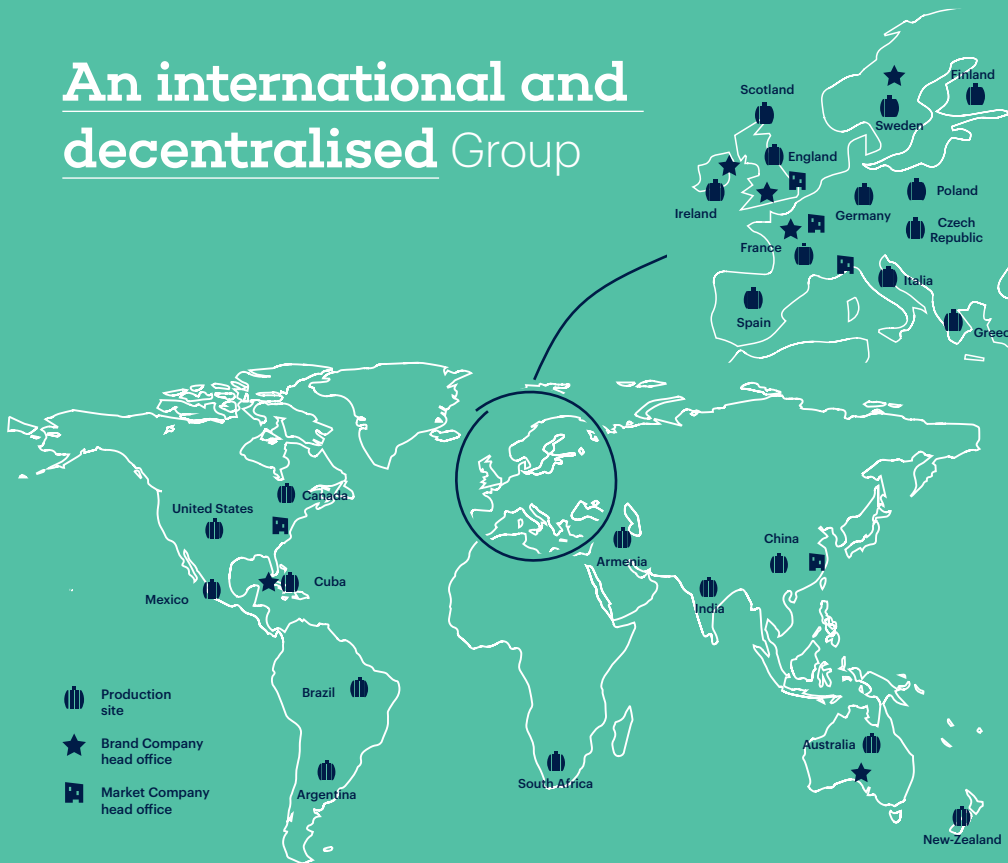 An international and
decentralised Group
Scotland
Finland
Sweden
England
Ireland
Germany
Poland
Czech
Republic
France
Italia
Spain
Greec
Canada
United States
Cuba
Mexico
Armenia
China
India
Brazil
Argentina
South Africa
Australia
New-Zealand
Production
site
Brand Company
head office
Market Company
head office